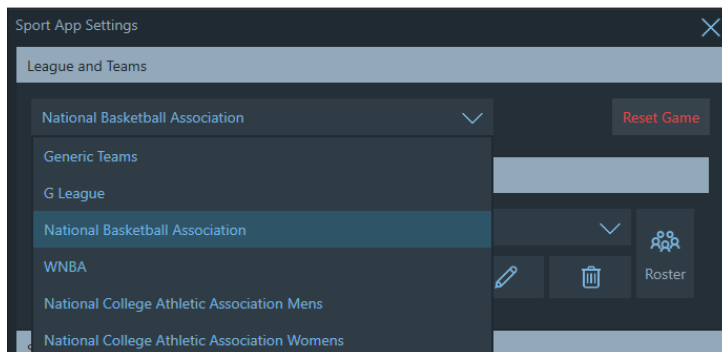 Sport App Settings
League and Teams
National Basketball Association
Reset Game
Generic Teams
G League
National Basketball Association
WNBA
Roster
National College Athletic Association Mens
National College Athletic Association Womens